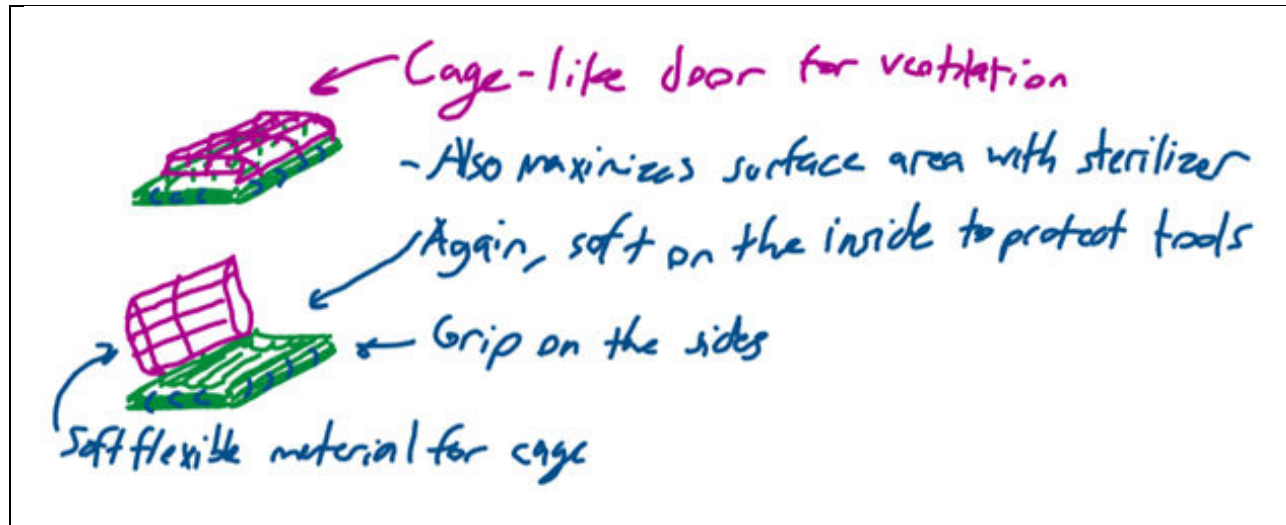 Cage-like door for ventilation
- Also maximizes surface area with sterilizer
Again, soft on the inside to protect tools
Grip on the sides
Soft flexible material for cage